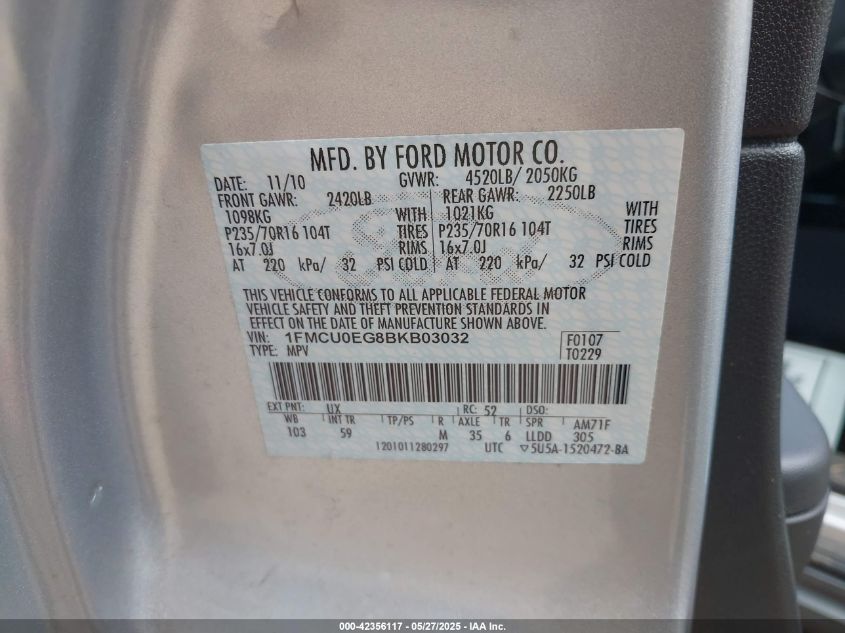 MFD. BY FORD MOTOR CO.
DATE: 11/10 GVWR: 4520LB/ 2050KG
FRONT GAWR: 2420LB REAR GAWR: 2250LB
1098KG WITH 1021KG WITH
P235/70R16 104T TIRES P235/70R16 104T TIRES
16x7.0J RIMS 16x7.0J RIMS
AT 220 kPa/ 32 PSI COLD AT 220 kPa/ 32 PSI COLD
THIS VEHICLE CONFORMS TO ALL APPLICABLE FEDERAL MOTOR
VEHICLE SAFETY AND THEFT PREVENTION STANDARDS IN
EFFECT ON THE DATE OF MANUFACTURE SHOWN ABOVE.
VIN: 1FMCU0EG8BKB03032 F0107
TYPE: MPV T0229
EXT PNT: UX RC: 52 DSO:
WB INT TR TP/PS R AXLE TR SPR AM71F
103 59 M 35 6 LLDD 305
1201011280297 UTC ▽5U5A-1520472-BA
000-42356117 - 05/27/2025 - IAA Inc.